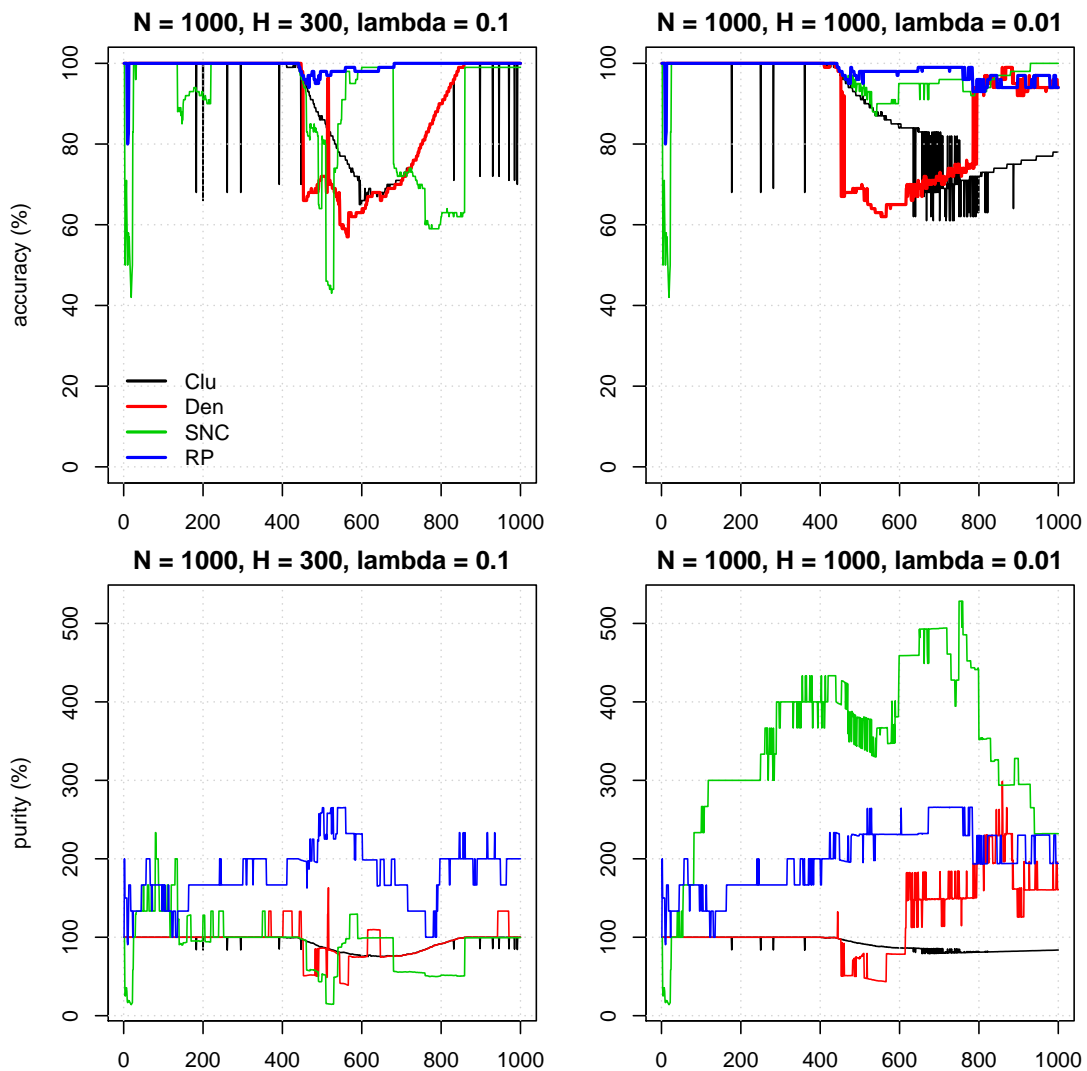 N = 1000, H = 300, lambda = 0.1
N = 1000, H = 1000, lambda = 0.01
accuracy (%)
100
80
60
40
20
0
Clu
Den
SNC
RP
0 200 400 600 800 1000
100
80
60
40
20
0
0 200 400 600 800 1000
N = 1000, H = 300, lambda = 0.1
N = 1000, H = 1000, lambda = 0.01
purity (%)
500
400
300
200
100
0
0 200 400 600 800 1000
500
400
300
200
100
0
0 200 400 600 800 1000